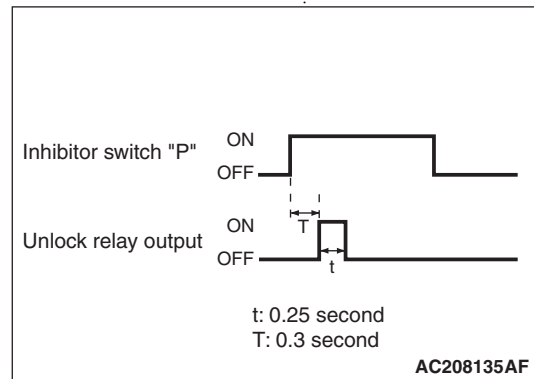 ON
Inhibitor switch "P"
OFF
T
ON
Unlock relay output
OFF
t
t: 0.25 second
T: 0.3 second
AC208135AF